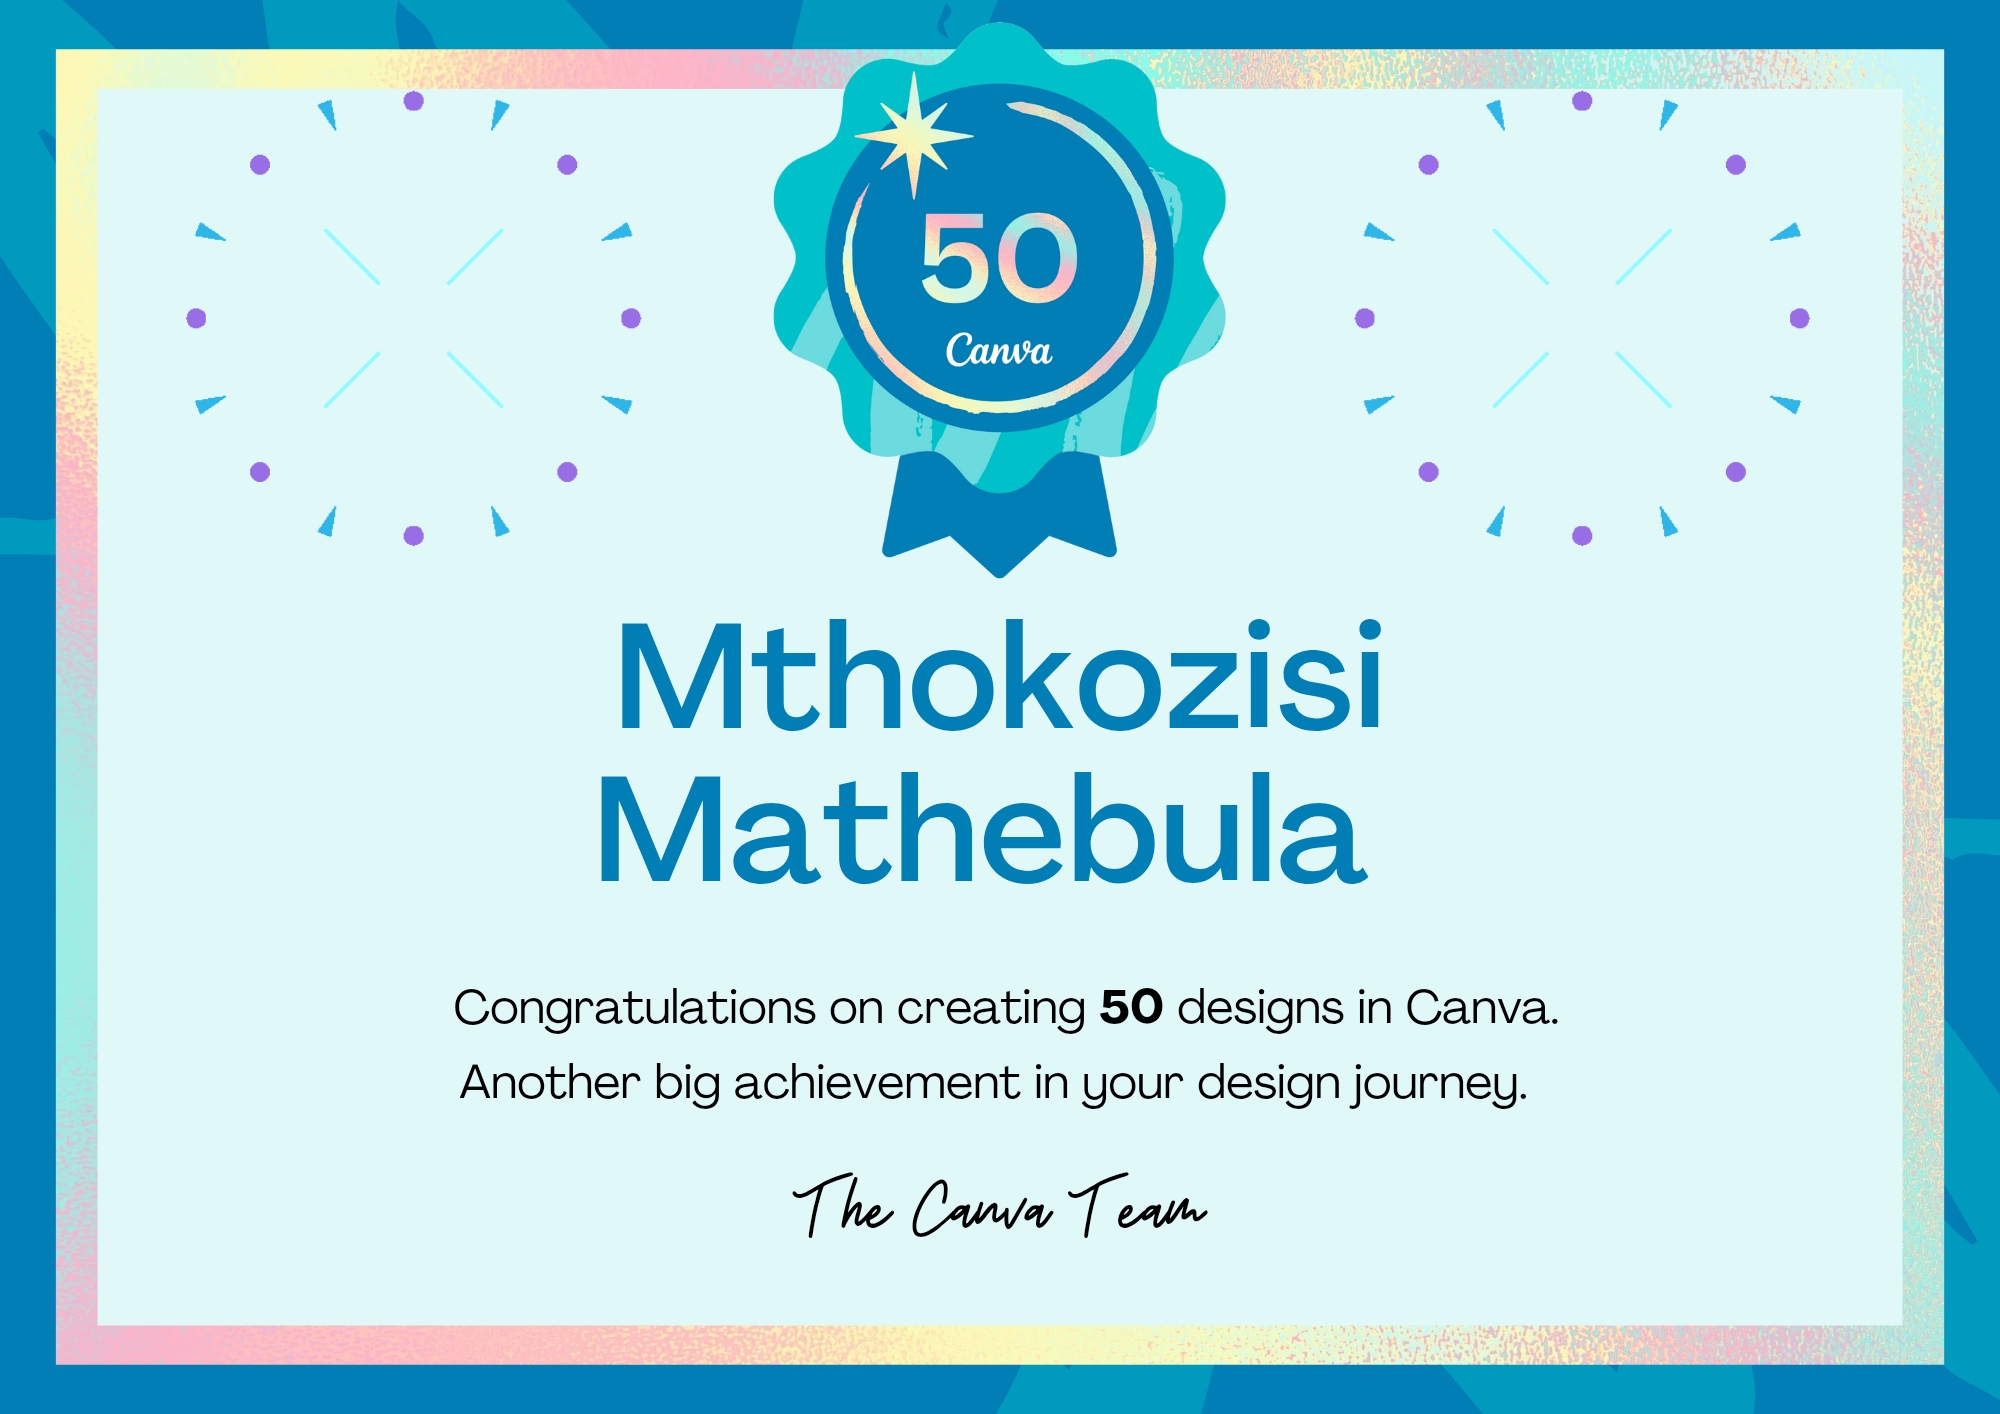 50
Canva
Mthokozisi
Mathebula
Congratulations on creating 50 designs in Canva.
Another big achievement in your design journey.
The Canva Team